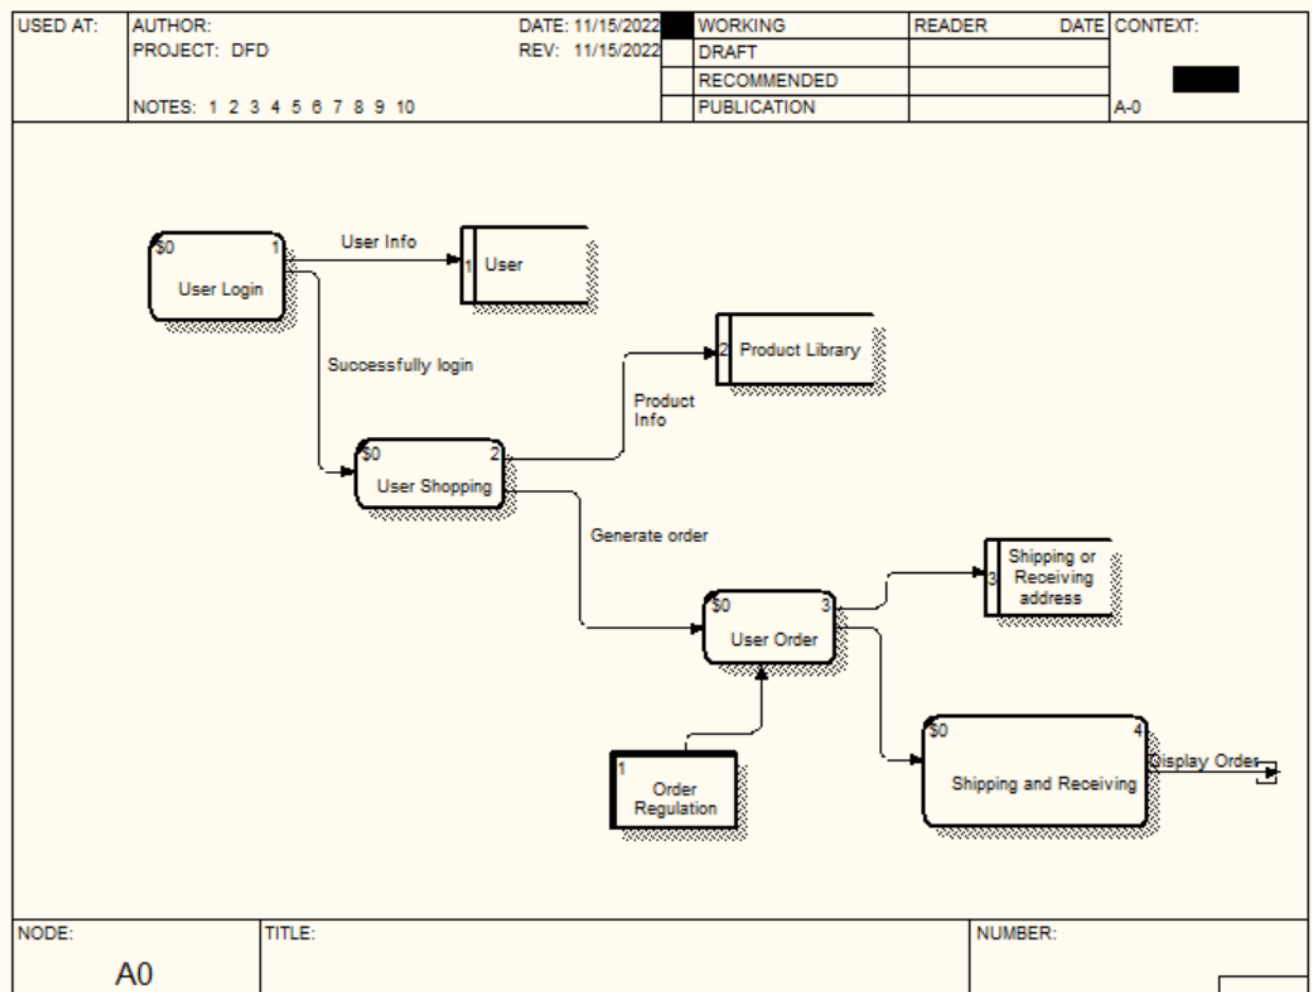 USED AT:
AUTHOR:
DATE: 11/15/2022
WORKING
READER
DATE
CONTEXT:
PROJECT: DFD
REV: 11/15/2022
DRAFT
RECOMMENDED
NOTES: 1 2 3 4 5 6 7 8 9 10
PUBLICATION
A-0
$0
1
User Login
User Info
1
User
Successfully login
2
Product Library
Product
Info
$0
2
User Shopping
Generate order
3
Shipping or
Receiving
address
$0
3
User Order
1
Order
Regulation
$0
4
Shipping and Receiving
Display Order
NODE:
A0
TITLE:
NUMBER: